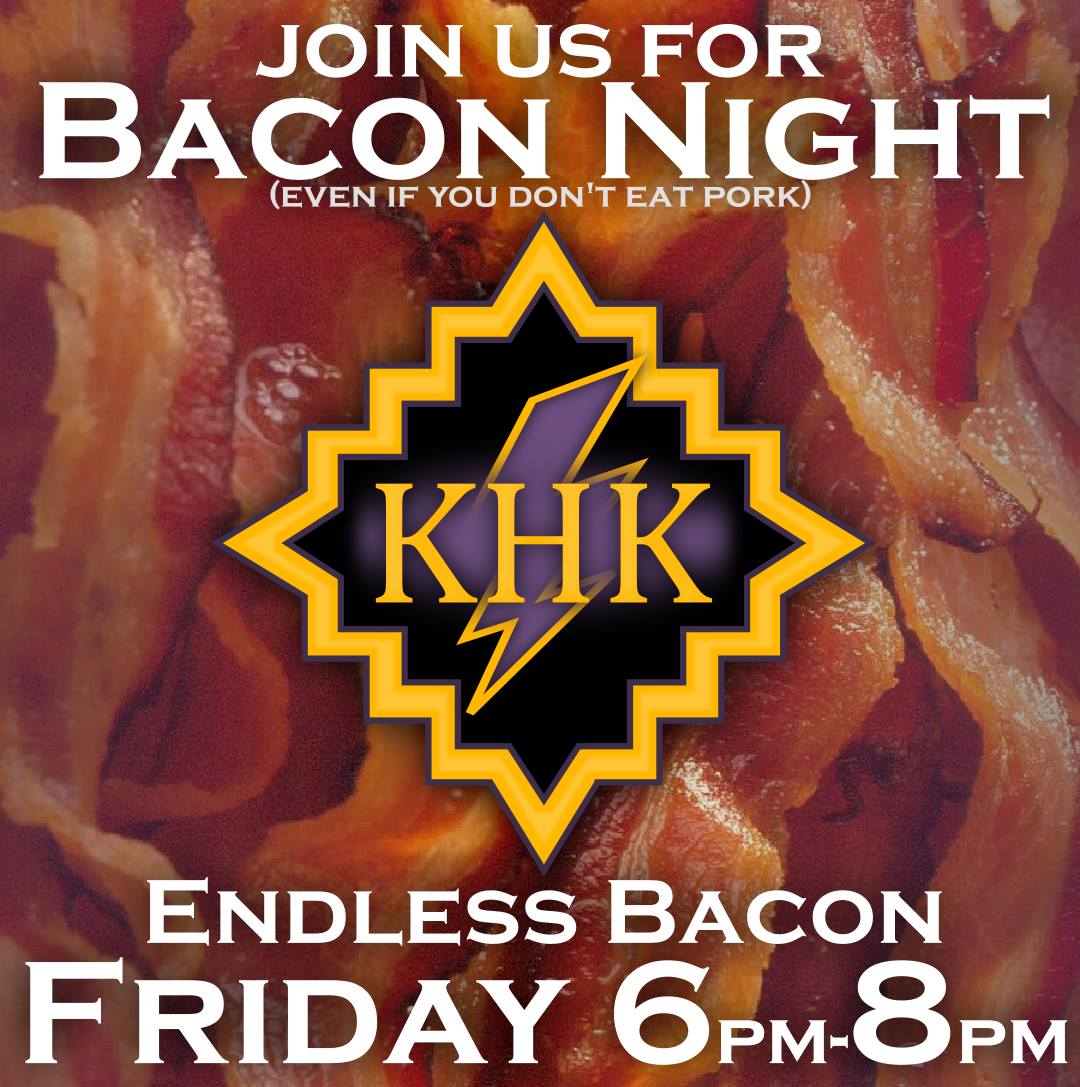 JOIN US FOR
BACON NIGHT
(EVEN IF YOU DON'T EAT PORK)
KHK
ENDLESS BACON
FRIDAY 6PM-8PM